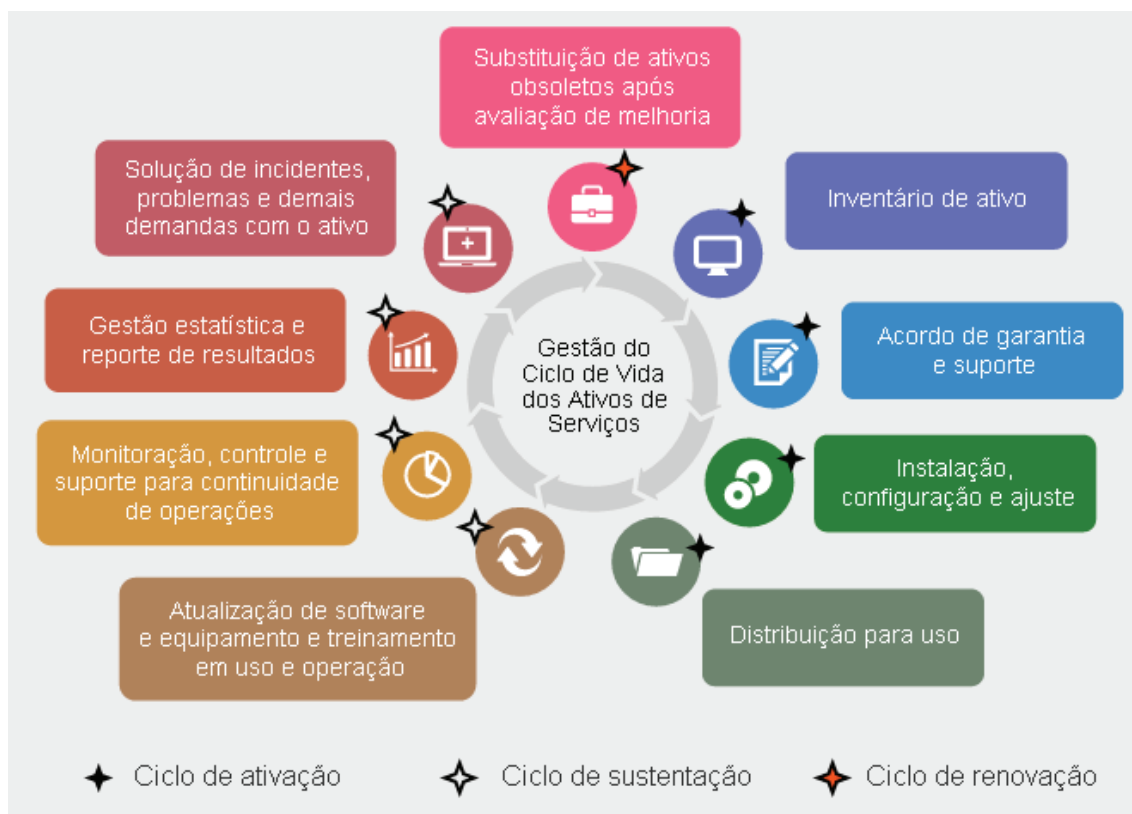 Substituição de ativos
obsoletos após
avaliação de melhoria
Solução de incidentes,
problemas e demais
demandas com o ativo
Inventário de ativo
Gestão estatística e
reporte de resultados
Gestão do
Ciclo de Vida
dos Ativos de
Serviços
Acordo de garantia
e suporte
Monitoração, controle e
suporte para continuidade
de operações
Instalação,
configuração e ajuste
Atualização de software
e equipamento e treinamento
em uso e operação
Distribuição para uso
Ciclo de ativação
Ciclo de sustentação
Ciclo de renovação